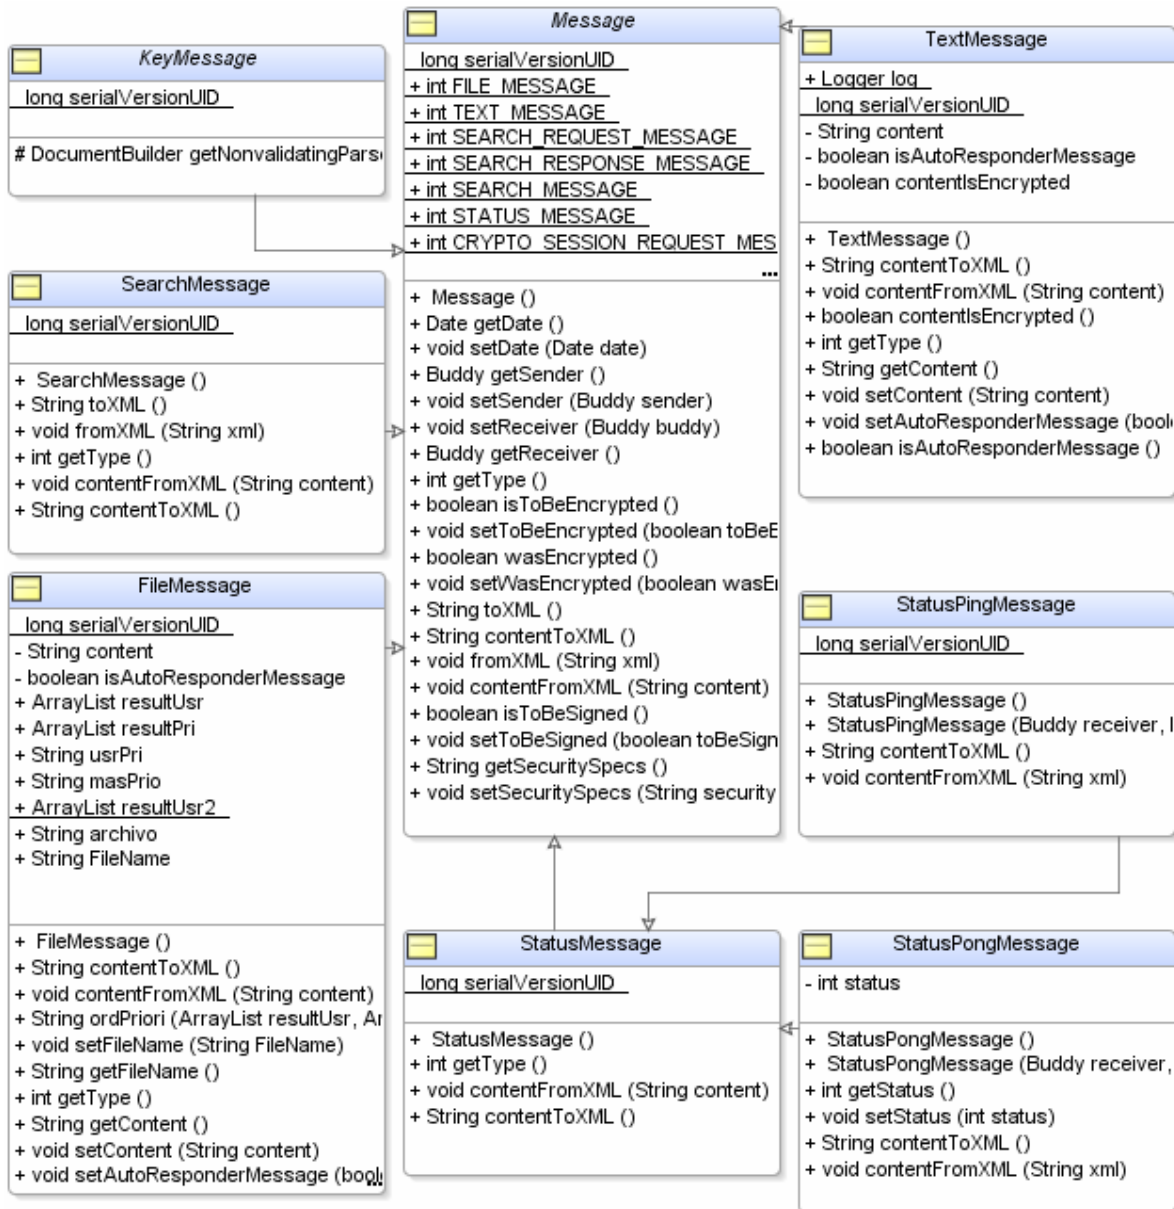 KeyMessage
long serialVersionUID
# DocumentBuilder getNonvalidatingPars
SearchMessage
long serialVersionUID
+ SearchMessage ()
+ String toXML ()
+ void fromXML (String xml)
+ int getType ()
+ void contentFromXML (String content)
+ String contentToXML ()
FileMessage
long serialVersionUID
- String content
- boolean isAutoResponderMessage
+ ArrayList resultUsr
+ ArrayList resultPri
+ String usrPri
+ String masPrio
+ ArrayList resultUsr2
+ String archivo
+ String FileName
+ FileMessage ()
+ String contentToXML ()
+ void contentFromXML (String content)
+ String ordPriori (ArrayList resultUsr, Ar
+ void setFileName (String FileName)
+ String getFileName ()
+ int getType ()
+ String getContent ()
+ void setContent (String content)
+ void setAutoResponderMessage (bool
...
Message
long serialVersionUID
+ int FILE_MESSAGE
+ int TEXT_MESSAGE
+ int SEARCH_REQUEST_MESSAGE
+ int SEARCH_RESPONSE_MESSAGE
+ int SEARCH_MESSAGE
+ int STATUS_MESSAGE
+ int CRYPTO_SESSION_REQUEST_MES
...
+ Message ()
+ Date getDate ()
+ void setDate (Date date)
+ Buddy getSender ()
+ void setSender (Buddy sender)
+ void setReceiver (Buddy buddy)
+ Buddy getReceiver ()
+ int getType ()
+ boolean isToBeEncrypted ()
+ void setToBeEncrypted (boolean toBeE
+ boolean wasEncrypted ()
+ void setWasEncrypted (boolean wasEn
+ String toXML ()
+ String contentToXML ()
+ void fromXML (String xml)
+ void contentFromXML (String content)
+ boolean isToBeSigned ()
+ void setToBeSigned (boolean toBeSign
+ String getSecuritySpecs ()
+ void setSecuritySpecs (String security
StatusMessage
long serialVersionUID
+ StatusMessage ()
+ int getType ()
+ void contentFromXML (String content)
+ String contentToXML ()
TextMessage
+ Logger log
long serialVersionUID
- String content
- boolean isAutoResponderMessage
- boolean contentIsEncrypted
+ TextMessage ()
+ String contentToXML ()
+ void contentFromXML (String content)
+ boolean contentIsEncrypted ()
+ int getType ()
+ String getContent ()
+ void setContent (String content)
+ void setAutoResponderMessage (bool
+ boolean isAutoResponderMessage ()
StatusPingMessage
long serialVersionUID
+ StatusPingMessage ()
+ StatusPingMessage (Buddy receiver,
+ String contentToXML ()
+ void contentFromXML (String xml)
StatusPongMessage
- int status
+ StatusPongMessage ()
+ StatusPongMessage (Buddy receiver,
+ int getStatus ()
+ void setStatus (int status)
+ String contentToXML ()
+ void contentFromXML (String xml)